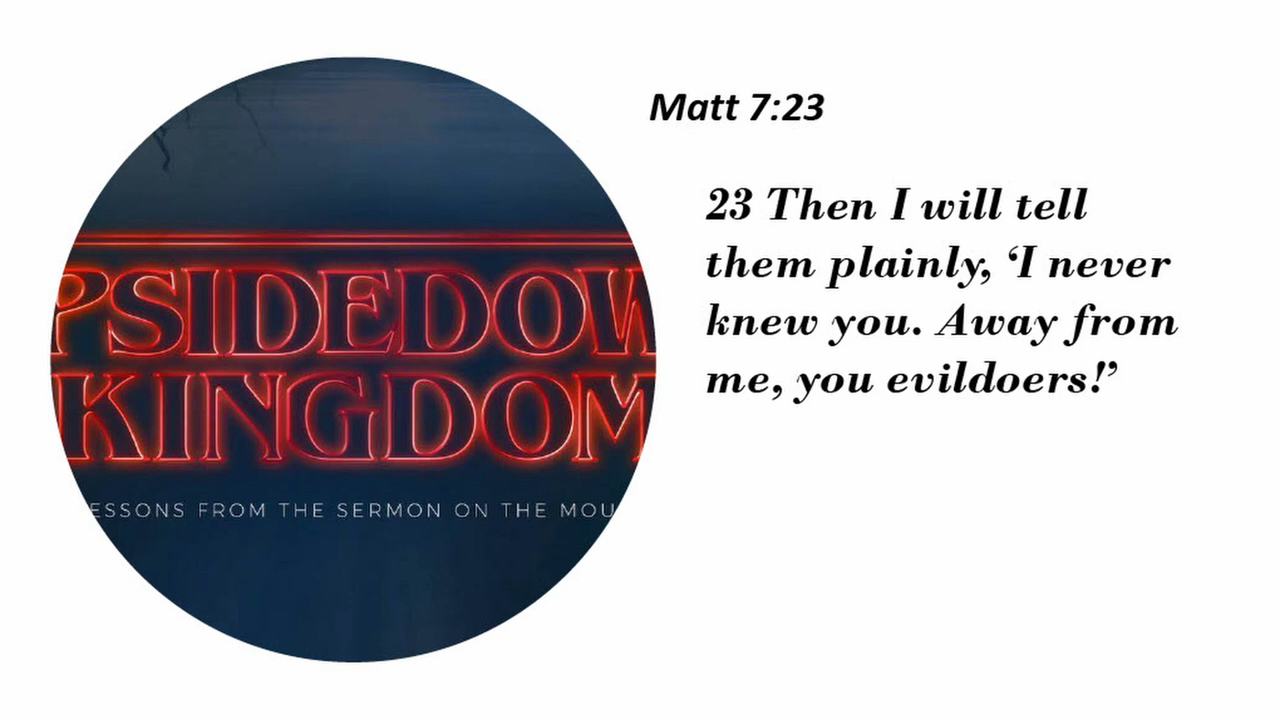 Matt 7:23
23 Then I will tell
them plainly, ‘I never
knew you. Away from
me, you evildoers!’
PSIDEDOW
KINGDOM
ESSONS FROM THE SERMON ON THE MOU